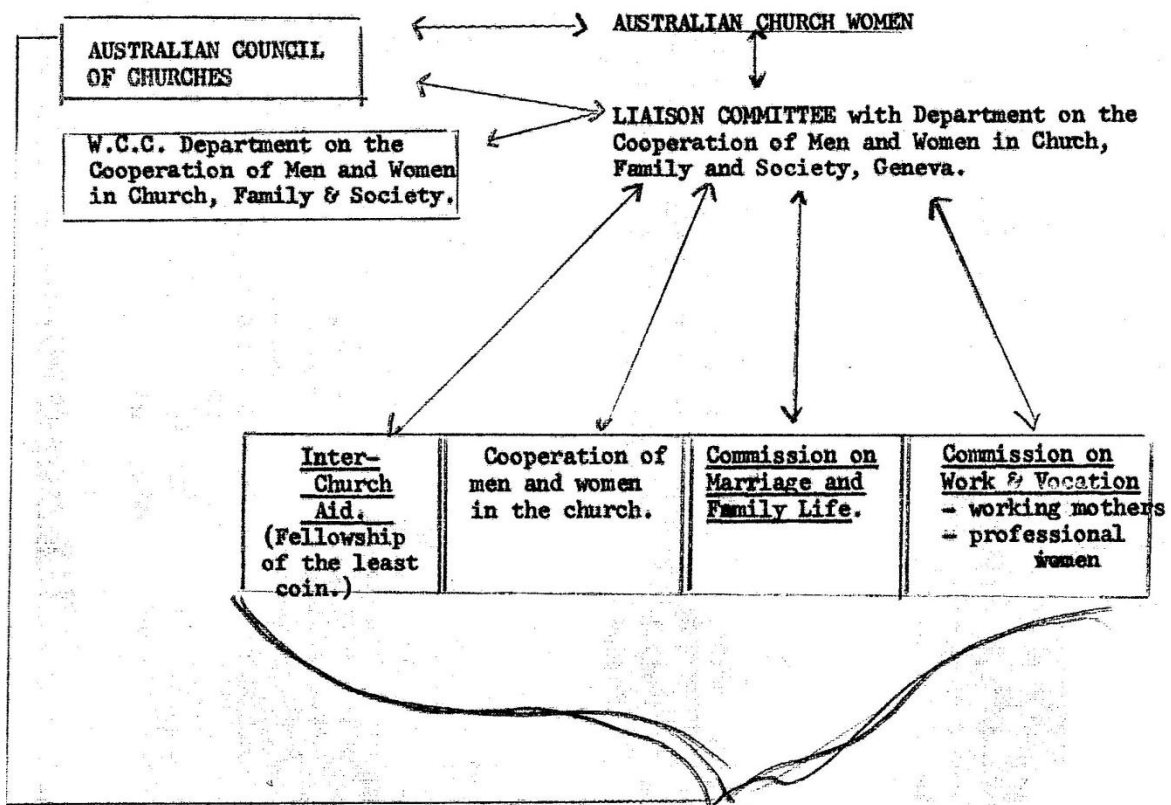 AUSTRALIAN CHURCH WOMEN
AUSTRALIAN COUNCIL
OF CHURCHES
LIAISON COMMITTEE with Department on the
Cooperation of Men and Women in Church,
Family and Society, Geneva.
W.C.C. Department on the
Cooperation of Men and Women
in Church, Family & Society.
Inter-
Church
Aid.
(Fellowship
of the least
coin.)
Cooperation of
men and women
in the church.
Commission on
Marriage and
Family Life.
Commission on
Work & Vocation
- working mothers
- professional
women